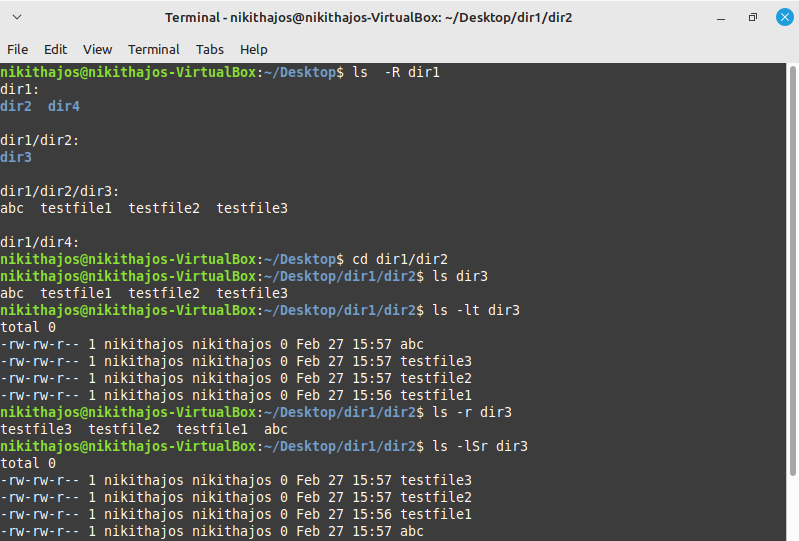 Terminal - nikithajos@nikithajos-VirtualBox: ~/Desktop/dir1/dir2
File Edit View Terminal Tabs Help
nikithajos@nikithajos-VirtualBox:~/Desktop$ ls  -R dir1
dir1:
dir2  dir4

dir1/dir2:
dir3

dir1/dir2/dir3:
abc  testfile1  testfile2  testfile3

dir1/dir4:
nikithajos@nikithajos-VirtualBox:~/Desktop$ cd dir1/dir2
nikithajos@nikithajos-VirtualBox:~/Desktop/dir1/dir2$ ls dir3
abc  testfile1  testfile2  testfile3
nikithajos@nikithajos-VirtualBox:~/Desktop/dir1/dir2$ ls -lt dir3
total 0
-rw-rw-r-- 1 nikithajos nikithajos 0 Feb 27 15:57 abc
-rw-rw-r-- 1 nikithajos nikithajos 0 Feb 27 15:57 testfile3
-rw-rw-r-- 1 nikithajos nikithajos 0 Feb 27 15:57 testfile2
-rw-rw-r-- 1 nikithajos nikithajos 0 Feb 27 15:56 testfile1
nikithajos@nikithajos-VirtualBox:~/Desktop/dir1/dir2$ ls -r dir3
testfile3  testfile2  testfile1  abc
nikithajos@nikithajos-VirtualBox:~/Desktop/dir1/dir2$ ls -lSr dir3
total 0
-rw-rw-r-- 1 nikithajos nikithajos 0 Feb 27 15:57 testfile3
-rw-rw-r-- 1 nikithajos nikithajos 0 Feb 27 15:57 testfile2
-rw-rw-r-- 1 nikithajos nikithajos 0 Feb 27 15:56 testfile1
-rw-rw-r-- 1 nikithajos nikithajos 0 Feb 27 15:57 abc